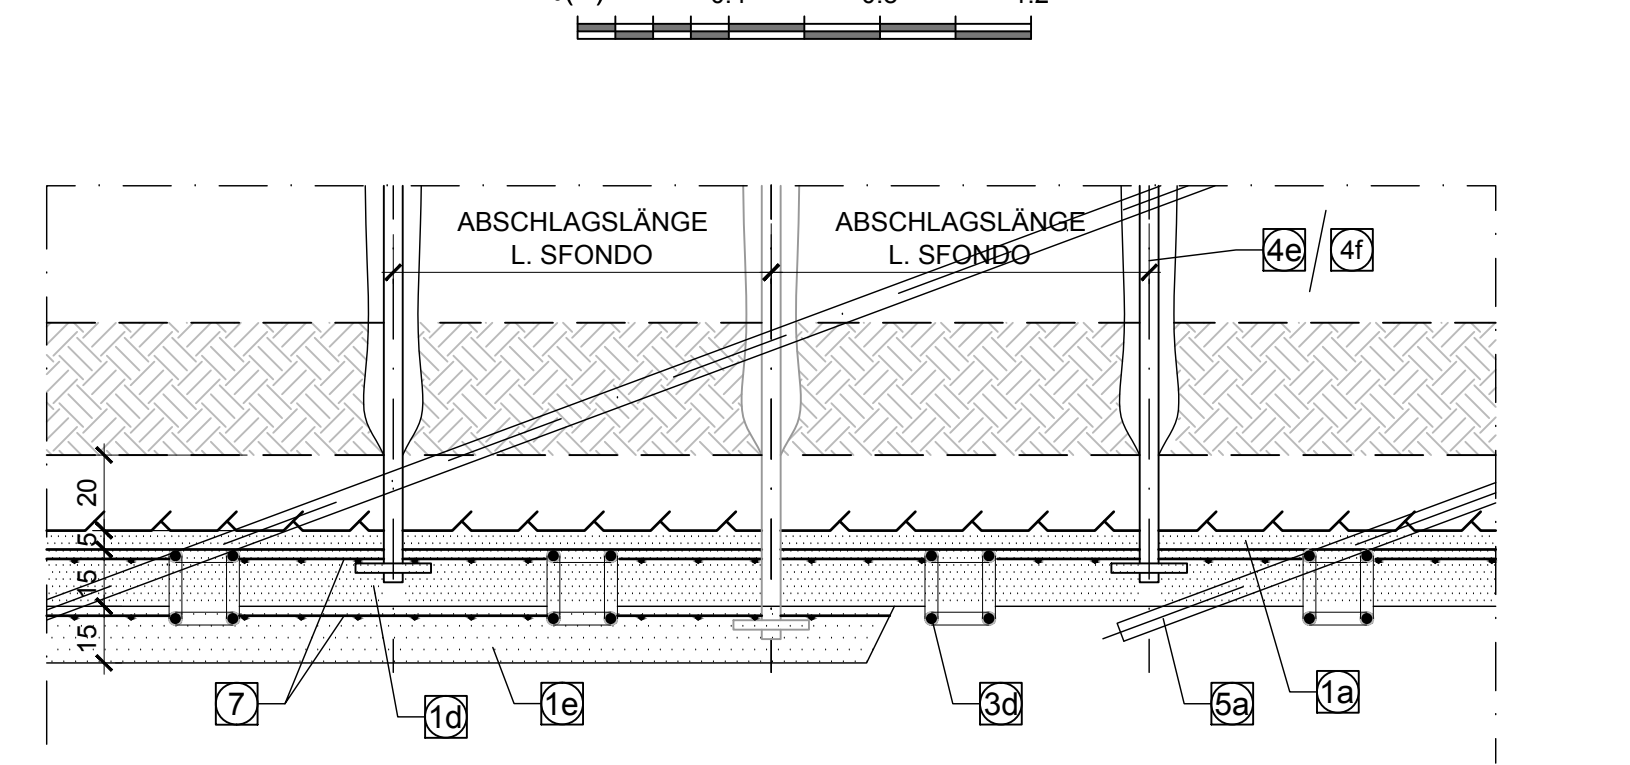 ABSCHLAGSLÄNGE
L. SFONDO
ABSCHLAGSLÄNGE
L. SFONDO
4e / 4f
20
5
15
15
7
1d
1e
3d
5a
1a